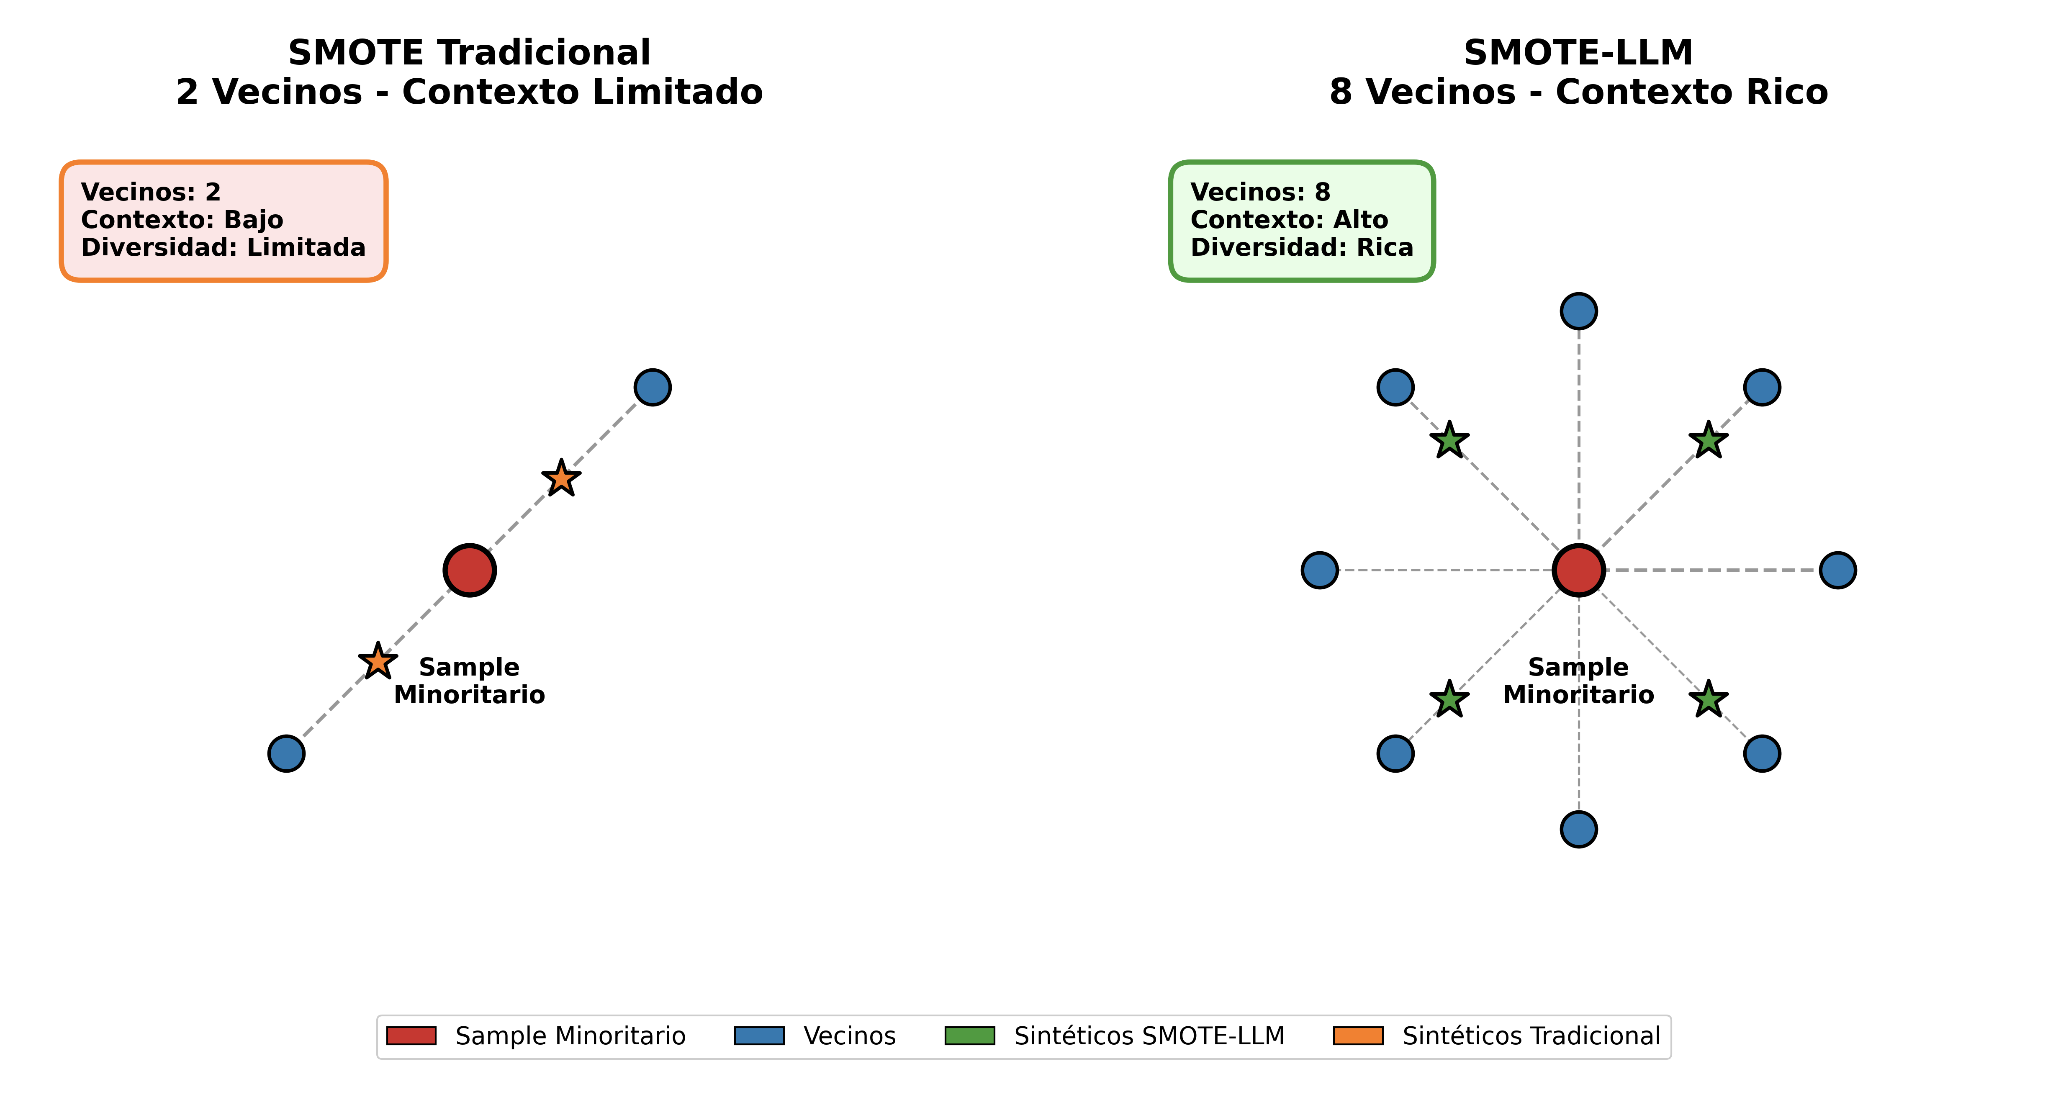 SMOTE Tradicional
2 Vecinos - Contexto Limitado
Vecinos: 2
Contexto: Bajo
Diversidad: Limitada
Sample
Minoritario
SMOTE-LLM
8 Vecinos - Contexto Rico
Vecinos: 8
Contexto: Alto
Diversidad: Rica
Sample
Minoritario
Sample Minoritario
Vecinos
Sintéticos SMOTE-LLM
Sintéticos Tradicional